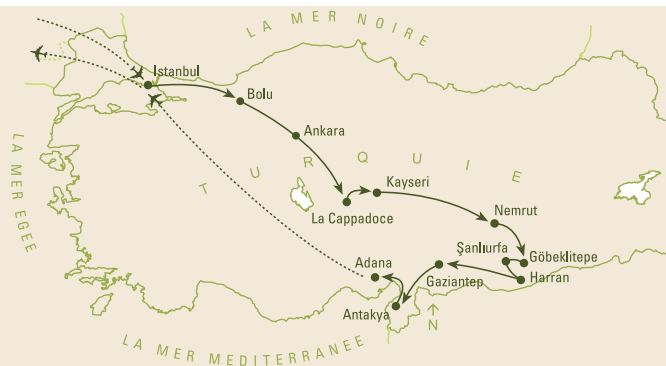 LA MER NOIRE
Istanbul
Bolu
LA MER EGEE
Ankara
TURQUIE
Kayseri
La Cappadoce
Nemrut
Şanlıurfa
Göbeklitepe
Adana
Gaziantep
Harran
Antakya
N
LA MER MEDITERRANEE